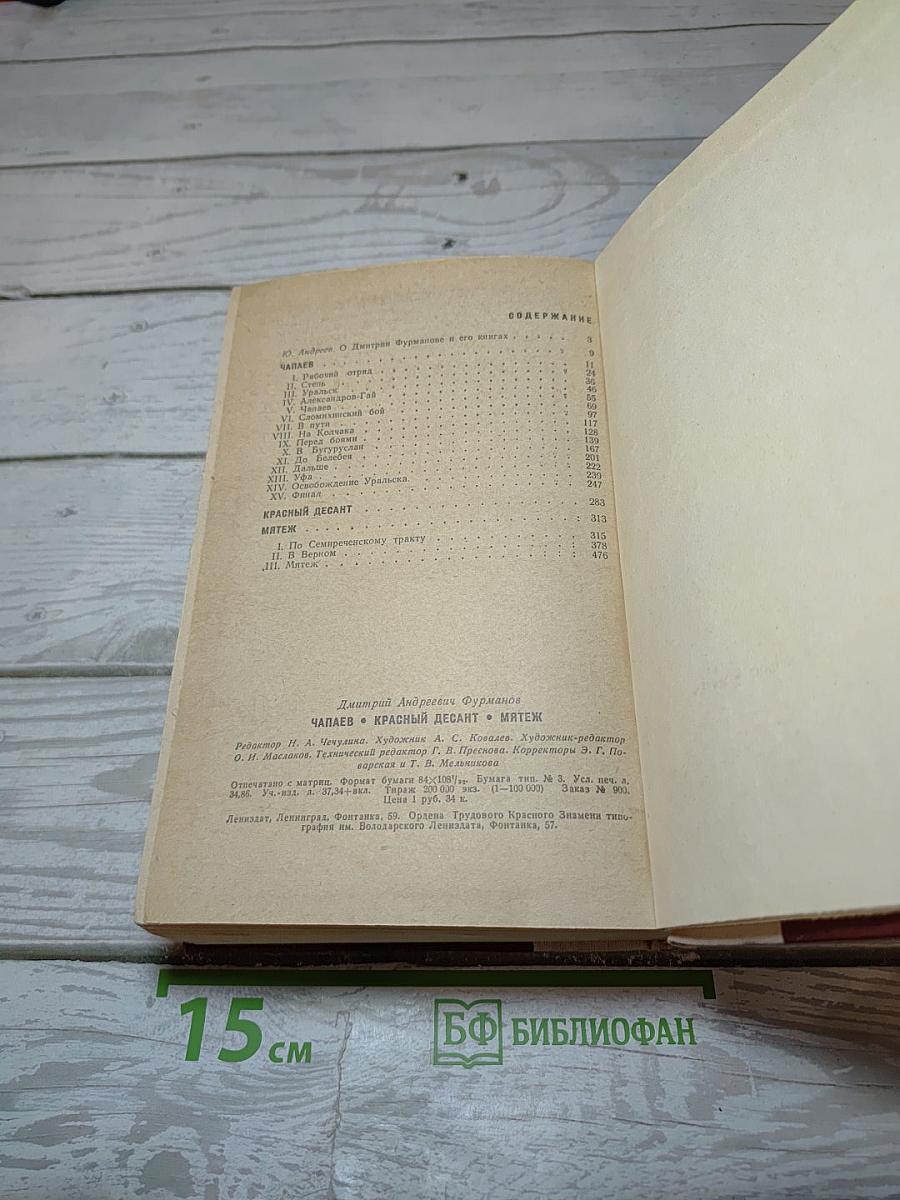 СОДЕРЖАНИЕ
Ю. Андреев. О Дмитрии Фурманове и его книгах . . . . . 3
ЧАПАЕВ . . . . . . . . . . 9
I. Рабочий отряд . . . . . . . . 11
II. Степь . . . . . . . . 24
III. Уральск . . . . . . . . 36
IV. Александров-Гай . . . . . . . . 46
V. Чапаев . . . . . . . . 55
VI. Сломихинский бой . . . . . . . . 69
VII. В пути . . . . . . . . 97
VIII. На Колчака . . . . . . . . 117
IX. Перед боями . . . . . . . . 128
X. В Бугуруслан . . . . . . . . 139
XI. До Белебея . . . . . . . . 167
XII. Дальше . . . . . . . . 201
XIII. Уфа . . . . . . . . 222
XIV. Освобождение Уральска. . . . . . . . 239
XV. Финал . . . . . . . . 247
КРАСНЫЙ ДЕСАНТ . . . . . . . . 283
МЯТЕЖ . . . . . . . . 313
I. По Семиреченскому тракту . . . . . . . . 315
II. В Верном . . . . . . . . 378
III. Мятеж . . . . . . . . 476
Дмитрий Андреевич Фурманов
ЧАПАЕВ • КРАСНЫЙ ДЕСАНТ • МЯТЕЖ
Редактор Н. А. Чечулина. Художник А. С. Ковалев. Художник-редактор
О. И. Маслаков. Технический редактор Г. В. Преснова. Корректоры Э. Г. По-
варская и Т. В. Мельникова
Отпечатано с матриц. Формат бумаги 84×108¹/₃₂. Бумага тип. № 3. Усл. печ. л.
34,86. Уч.-изд. л. 37,34+вкл. Тираж 200 000 экз. (1—100 000) Заказ № 900.
Цена 1 руб. 34 к.
Лениздат, Ленинград, Фонтанка, 59. Ордена Трудового Красного Знамени типо-
графия им. Володарского Лениздата, Фонтанка, 57.
15 см
БФ БИБЛИОФАН